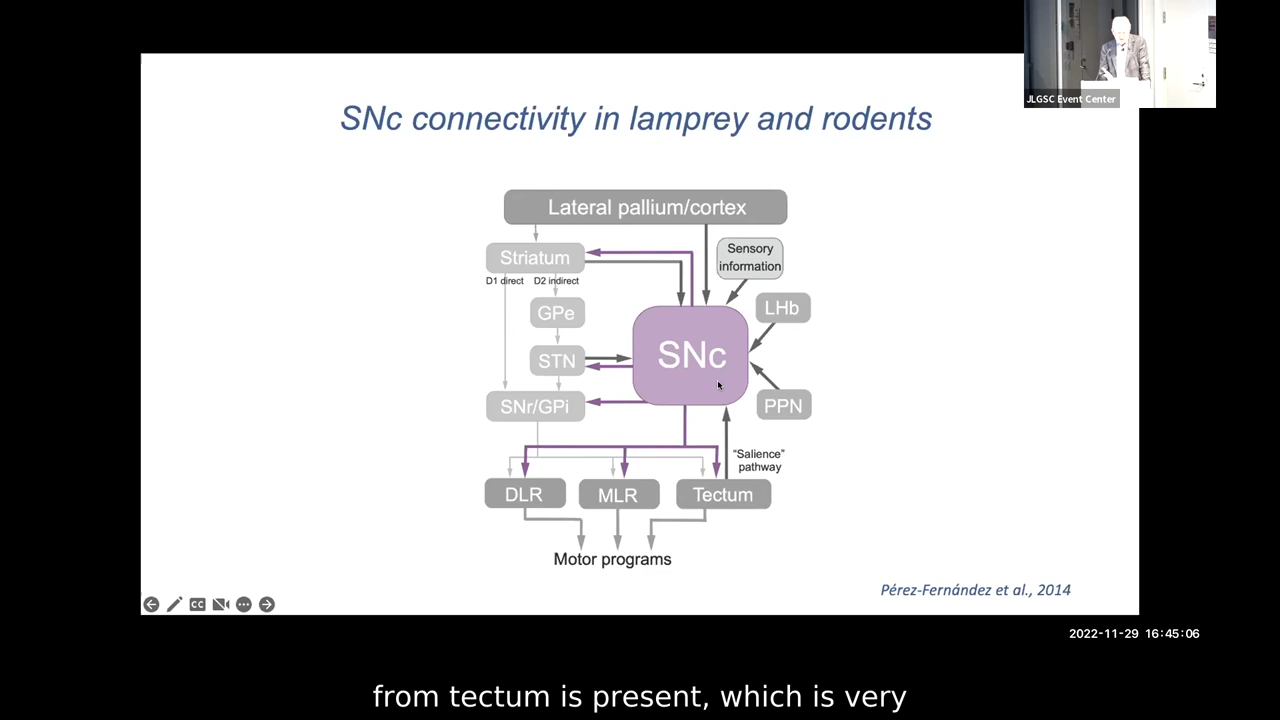 JLGSC Event Center
SNc connectivity in lamprey and rodents
Lateral pallium/cortex
Striatum
Sensory
information
D1 direct D2 indirect
GPe
LHb
SNc
STN
SNr/GPi
PPN
“Salience”
pathway
DLR
MLR
Tectum
Motor programs
Pérez-Fernández et al., 2014
CC
2022-11-29 16:45:06
from tectum is present, which is very